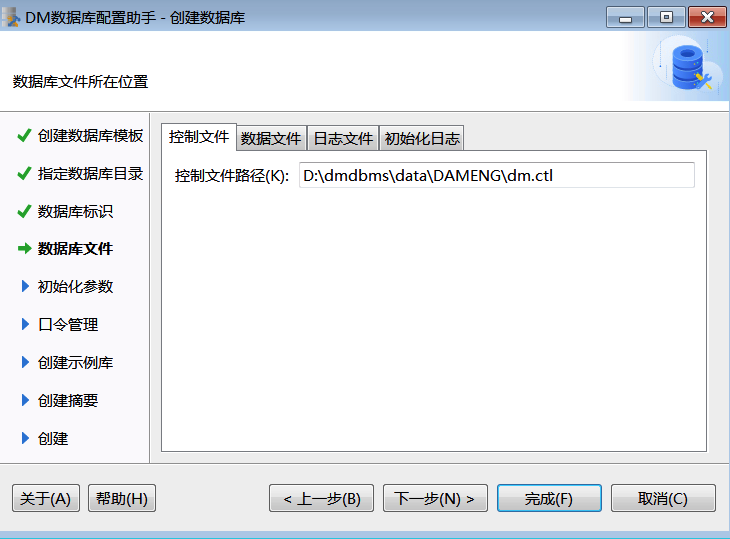 DM数据库配置助手 - 创建数据库
数据库文件所在位置
创建数据库模板
指定数据库目录
数据库标识
数据库文件
初始化参数
口令管理
创建示例库
创建摘要
创建
控制文件 数据文件 日志文件 初始化日志
控制文件路径(K): D:\dmdbms\data\DAMENG\dm.ctl
关于(A) 帮助(H) < 上一步(B) 下一步(N) > 完成(F) 取消(C)